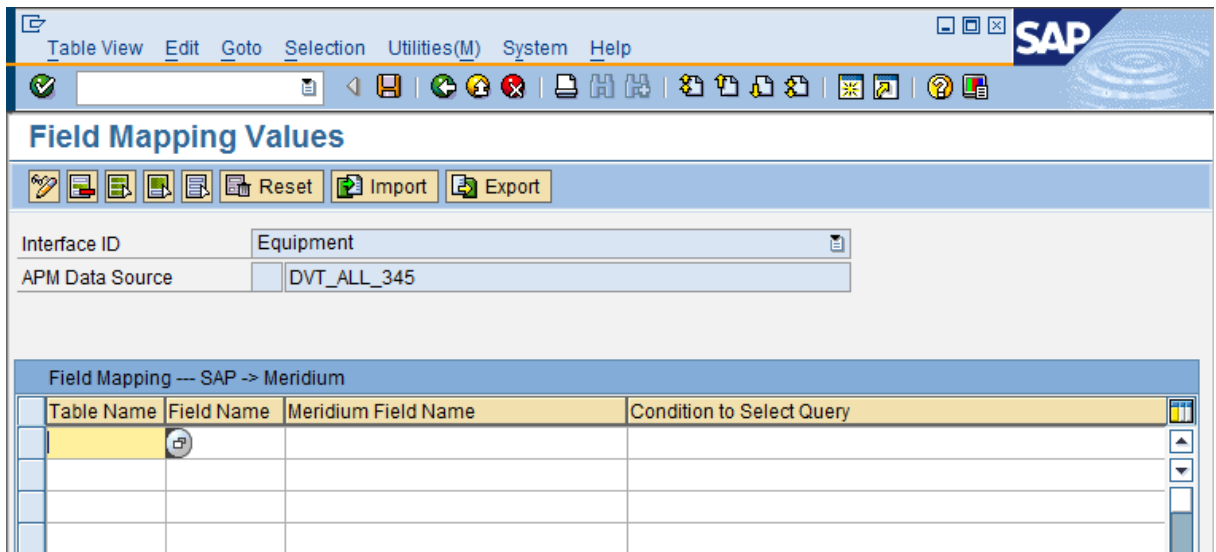 Table View Edit Goto Selection Utilities(M) System Help
SAP
Field Mapping Values
Reset Import Export
Interface ID Equipment
APM Data Source DVT_ALL_345
Field Mapping --- SAP -> Meridium
Table Name Field Name Meridium Field Name Condition to Select Query